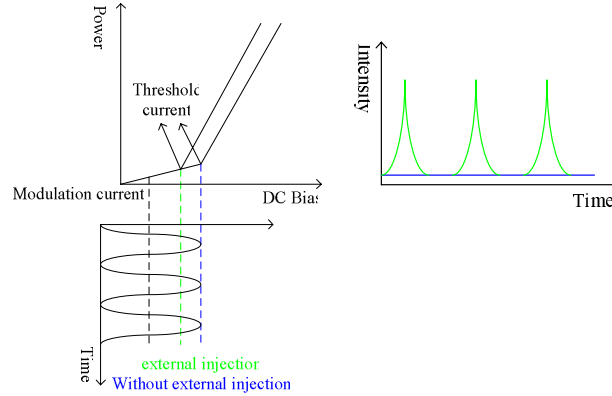 Power
Threshold
current
Modulation current
DC Bias
Time
external injection
Without external injection
Intensity
Time